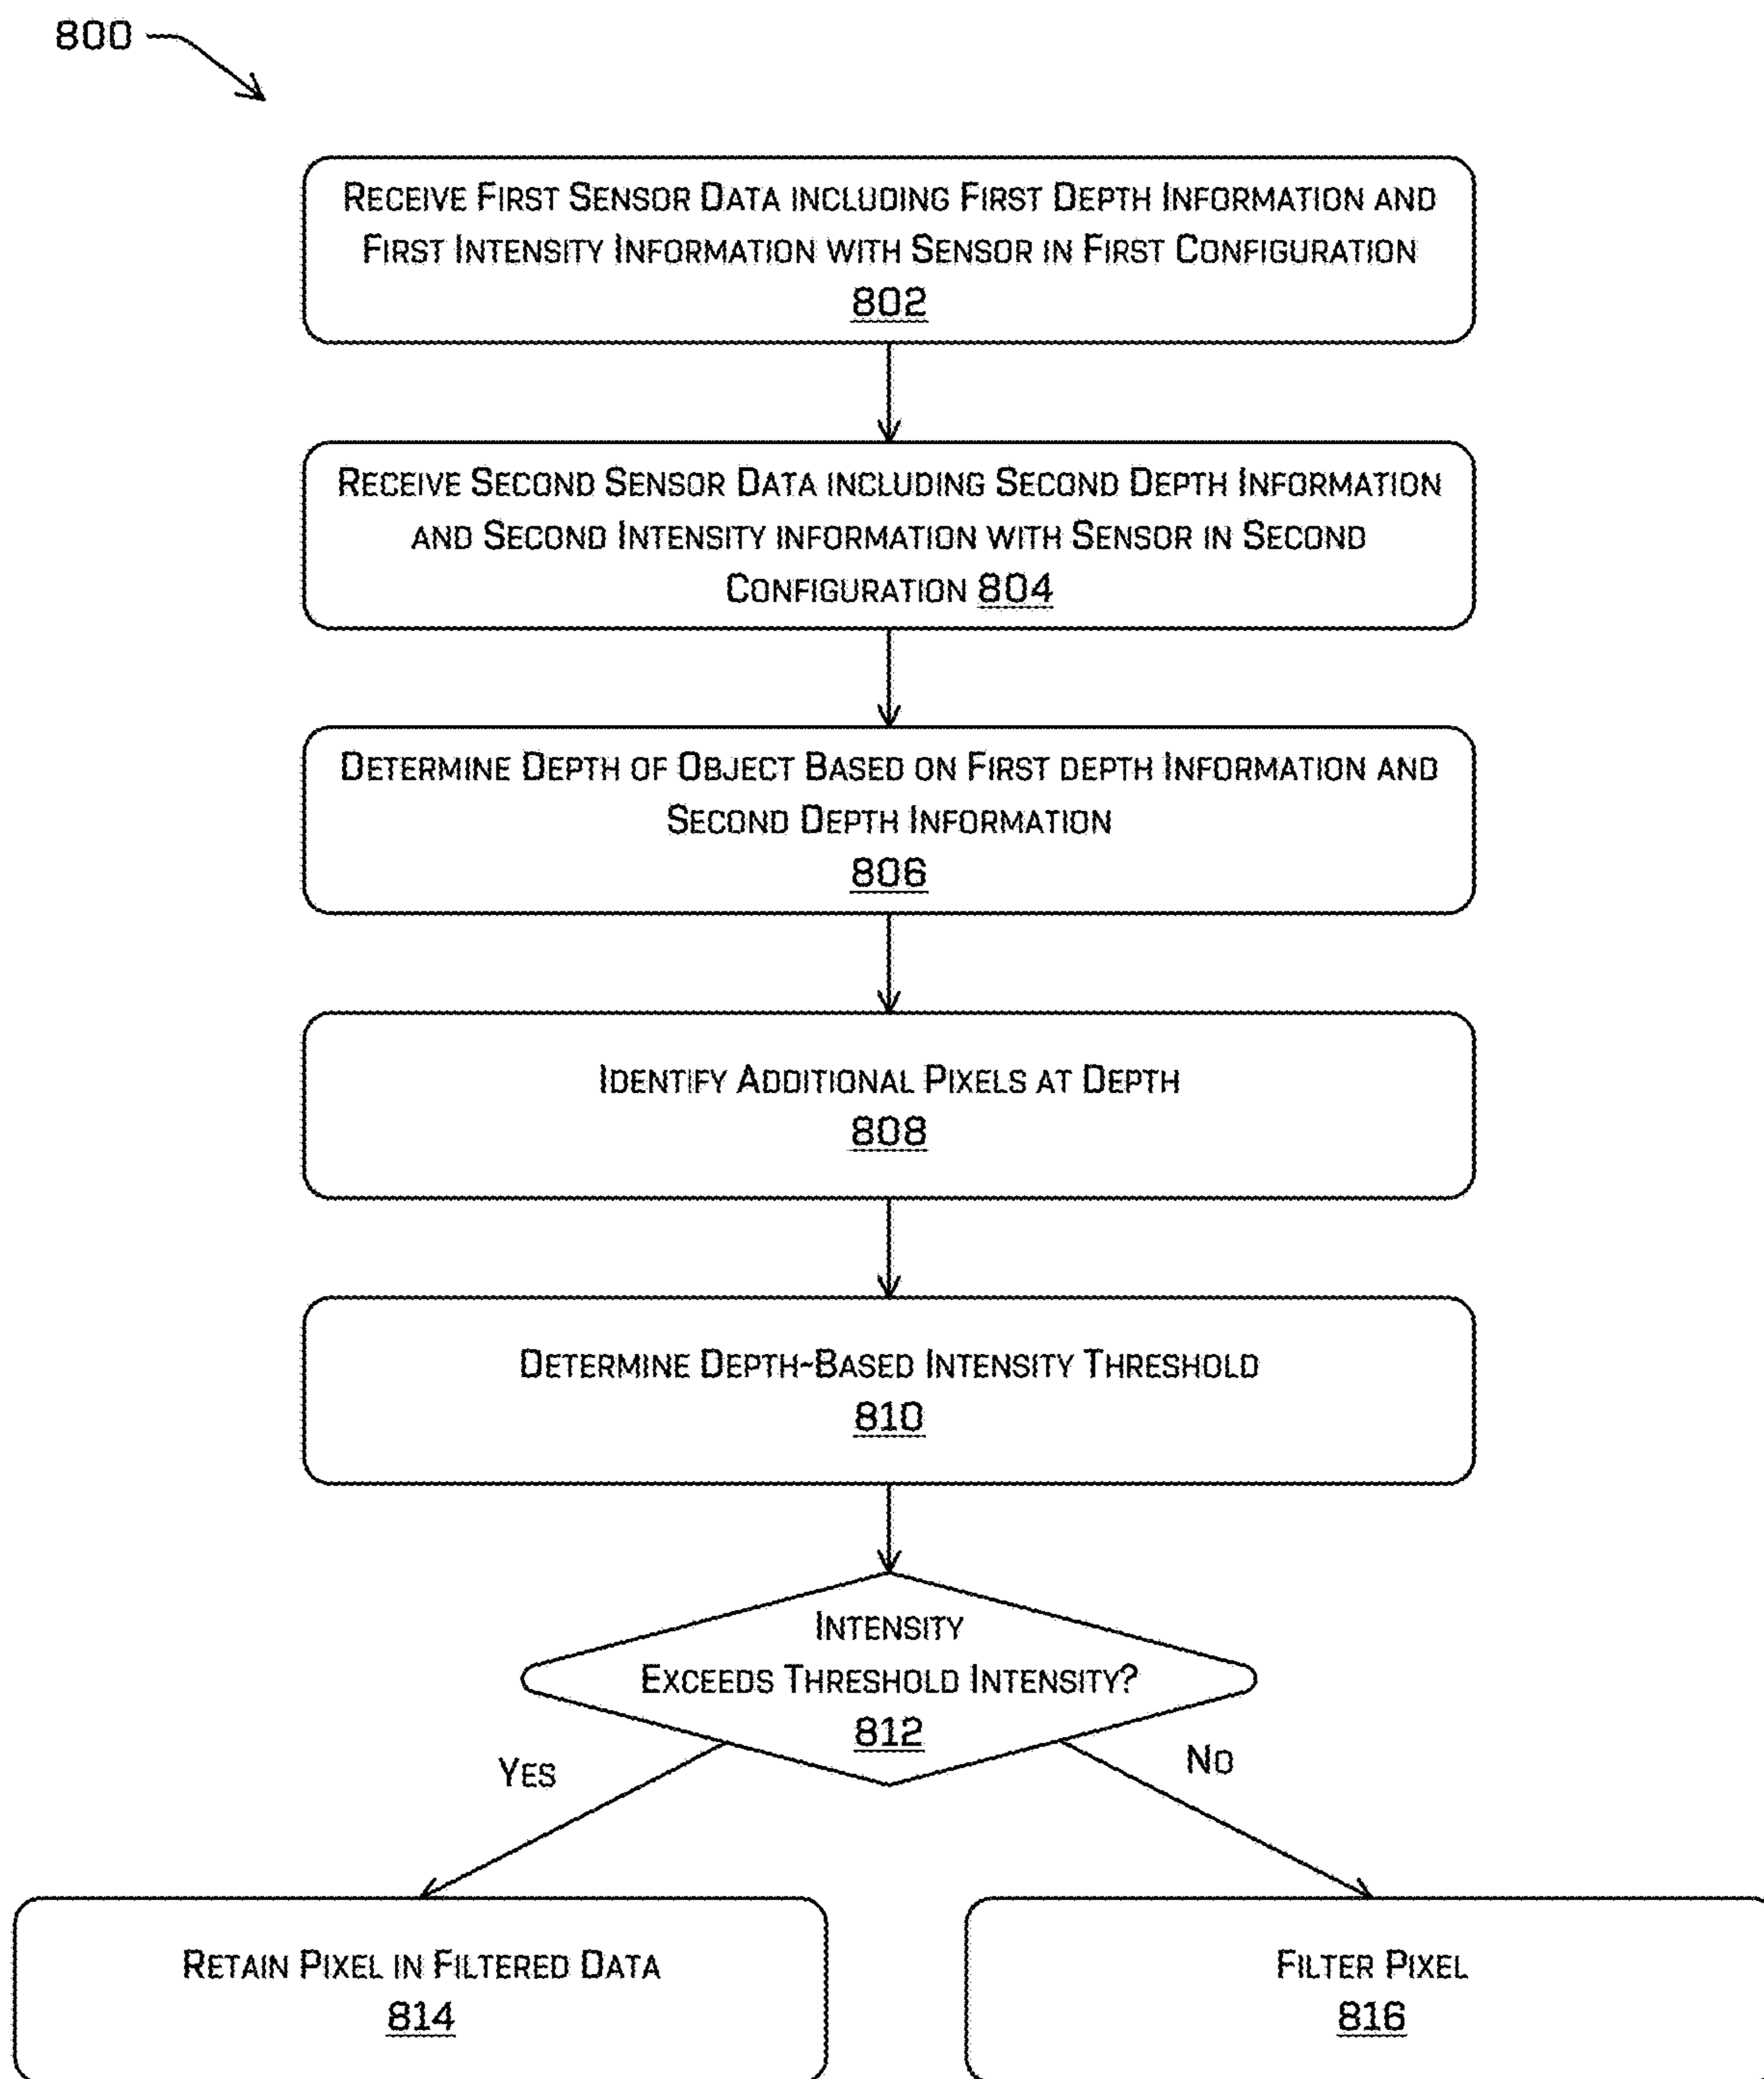 800
Receive First Sensor Data including First Depth Information and
First Intensity Information with Sensor in First Configuration
802
Receive Second Sensor Data including Second Depth Information
and Second Intensity information with Sensor in Second
Configuration 804
Determine Depth of Object Based on First depth Information and
Second Depth Information
806
Identify Additional Pixels at Depth
808
Determine Depth-Based Intensity Threshold
810
Intensity
Exceeds Threshold Intensity?
812
Yes
No
Retain Pixel in Filtered Data
814
Filter Pixel
816